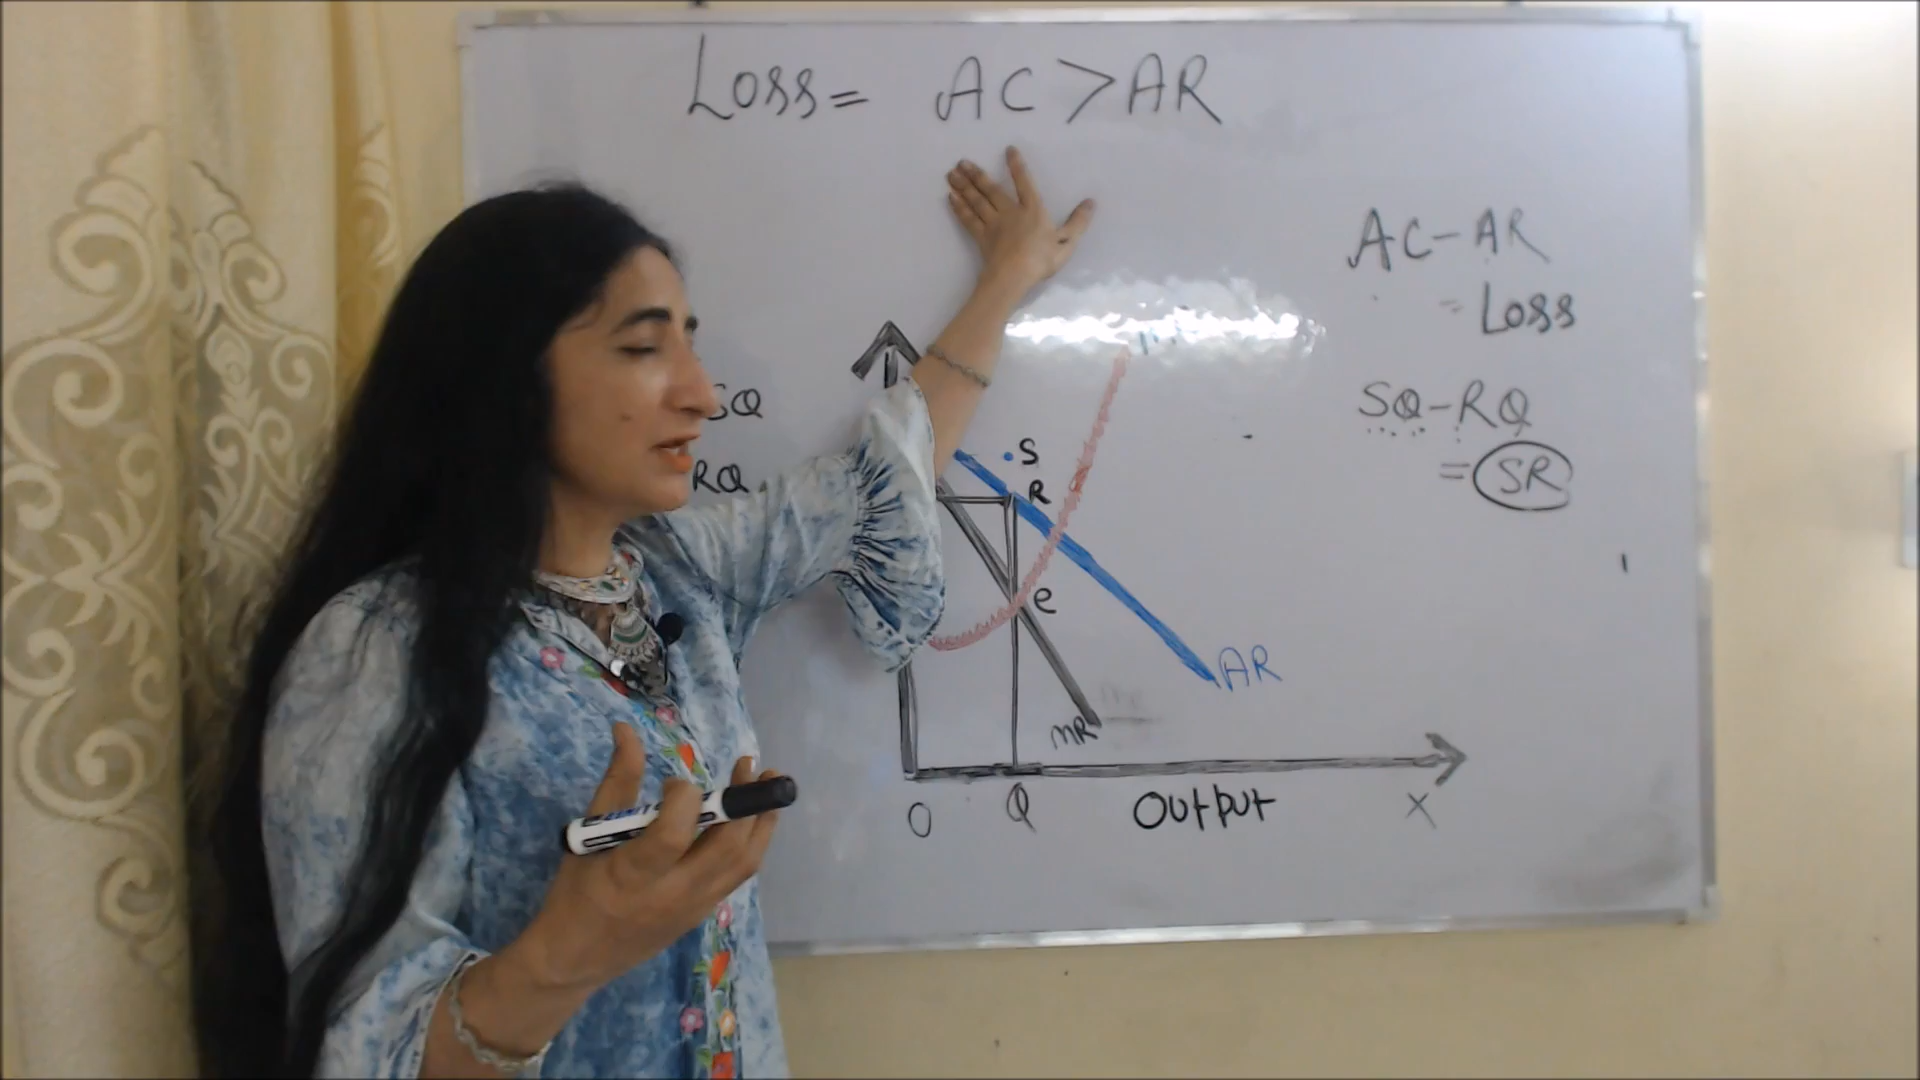 Loss = AC > AR
AC - AR
= Loss
SQ
SQ - RQ
= SR
RQ
S
R
e
AR
MR
O
Q
Output
X